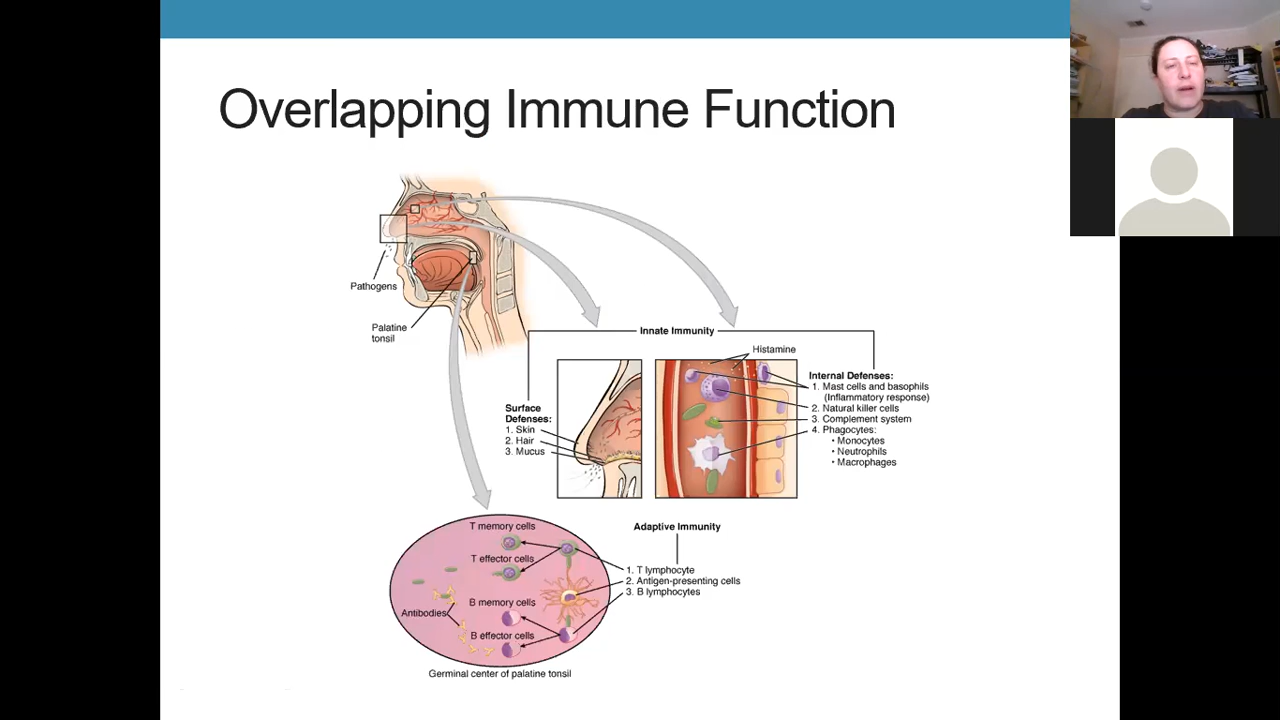 Overlapping Immune Function
Pathogens
Palatine
tonsil
Innate Immunity
Histamine
Surface
Defenses:
1. Skin
2. Hair
3. Mucus
Internal Defenses:
1. Mast cells and basophils
(Inflammatory response)
2. Natural killer cells
3. Complement system
4. Phagocytes:
• Monocytes
• Neutrophils
• Macrophages
Adaptive Immunity
1. T lymphocyte
2. Antigen-presenting cells
3. B lymphocytes
T memory cells
T effector cells
B memory cells
Antibodies
B effector cells
Germinal center of palatine tonsil